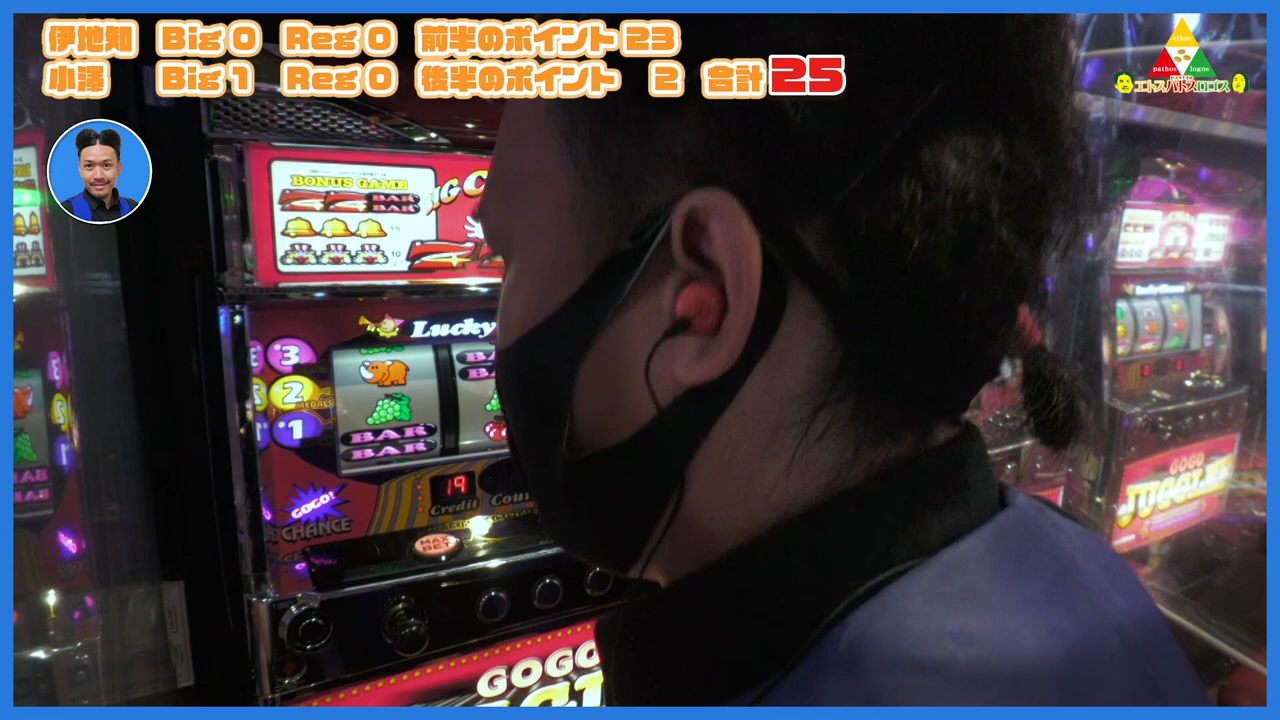 伊地知 Big 0 Reg 0 前半のポイント 23
小澤 Big 1 Reg 0 後半のポイント 2 合計 25
ethos
pathos logos
エトスパトスロゴス
BONUS GAME
BAR
BAR
15
10
Lucky
3
2
MEDALS
1
BAR
BAR
19
Credit
GOGO!
CHANCE
MAX
BET
GOGO
Lucky Chance
GOGO
JUGGLER